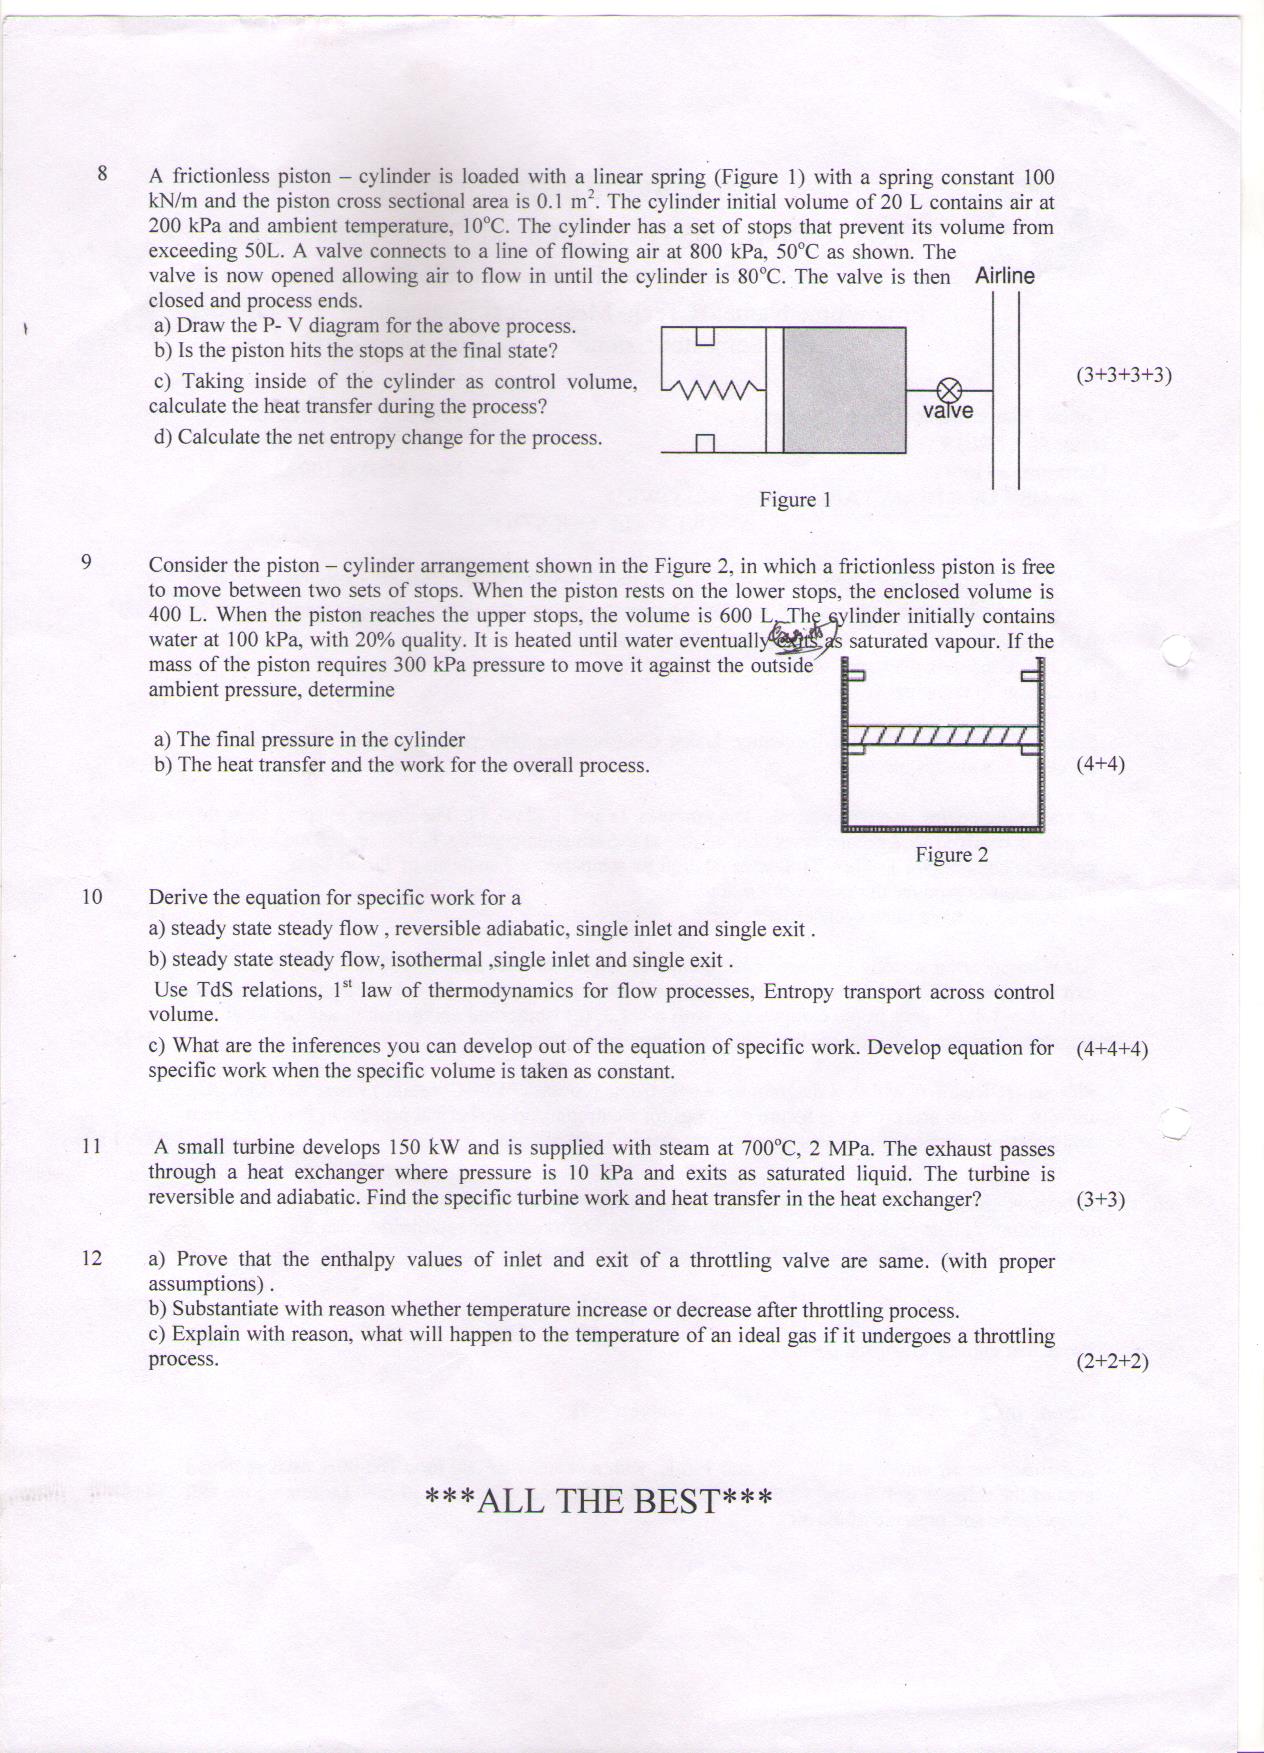 8 A frictionless piston – cylinder is loaded with a linear spring (Figure 1) with a spring constant 100
kN/m and the piston cross sectional area is 0.1 m². The cylinder initial volume of 20 L contains air at
200 kPa and ambient temperature, 10°C. The cylinder has a set of stops that prevent its volume from
exceeding 50L. A valve connects to a line of flowing air at 800 kPa, 50°C as shown. The
valve is now opened allowing air to flow in until the cylinder is 80°C. The valve is then
Airline
closed and process ends.
a) Draw the P- V diagram for the above process.
b) Is the piston hits the stops at the final state?
c) Taking inside of the cylinder as control volume,
calculate the heat transfer during the process?
d) Calculate the net entropy change for the process.
(3+3+3+3)
valve
Figure 1
9 Consider the piston – cylinder arrangement shown in the Figure 2, in which a frictionless piston is free
to move between two sets of stops. When the piston rests on the lower stops, the enclosed volume is
400 L. When the piston reaches the upper stops, the volume is 600 L. The cylinder initially contains
water at 100 kPa, with 20% quality. It is heated until water eventually exits as saturated vapour. If the
mass of the piston requires 300 kPa pressure to move it against the outside
ambient pressure, determine
a) The final pressure in the cylinder
b) The heat transfer and the work for the overall process.
(4+4)
Figure 2
10 Derive the equation for specific work for a
a) steady state steady flow , reversible adiabatic, single inlet and single exit .
b) steady state steady flow, isothermal ,single inlet and single exit .
Use TdS relations, 1st law of thermodynamics for flow processes, Entropy transport across control
volume.
c) What are the inferences you can develop out of the equation of specific work. Develop equation for (4+4+4)
specific work when the specific volume is taken as constant.
11 A small turbine develops 150 kW and is supplied with steam at 700°C, 2 MPa. The exhaust passes
through a heat exchanger where pressure is 10 kPa and exits as saturated liquid. The turbine is
reversible and adiabatic. Find the specific turbine work and heat transfer in the heat exchanger? (3+3)
12 a) Prove that the enthalpy values of inlet and exit of a throttling valve are same. (with proper
assumptions) .
b) Substantiate with reason whether temperature increase or decrease after throttling process.
c) Explain with reason, what will happen to the temperature of an ideal gas if it undergoes a throttling
process. (2+2+2)
***ALL THE BEST***